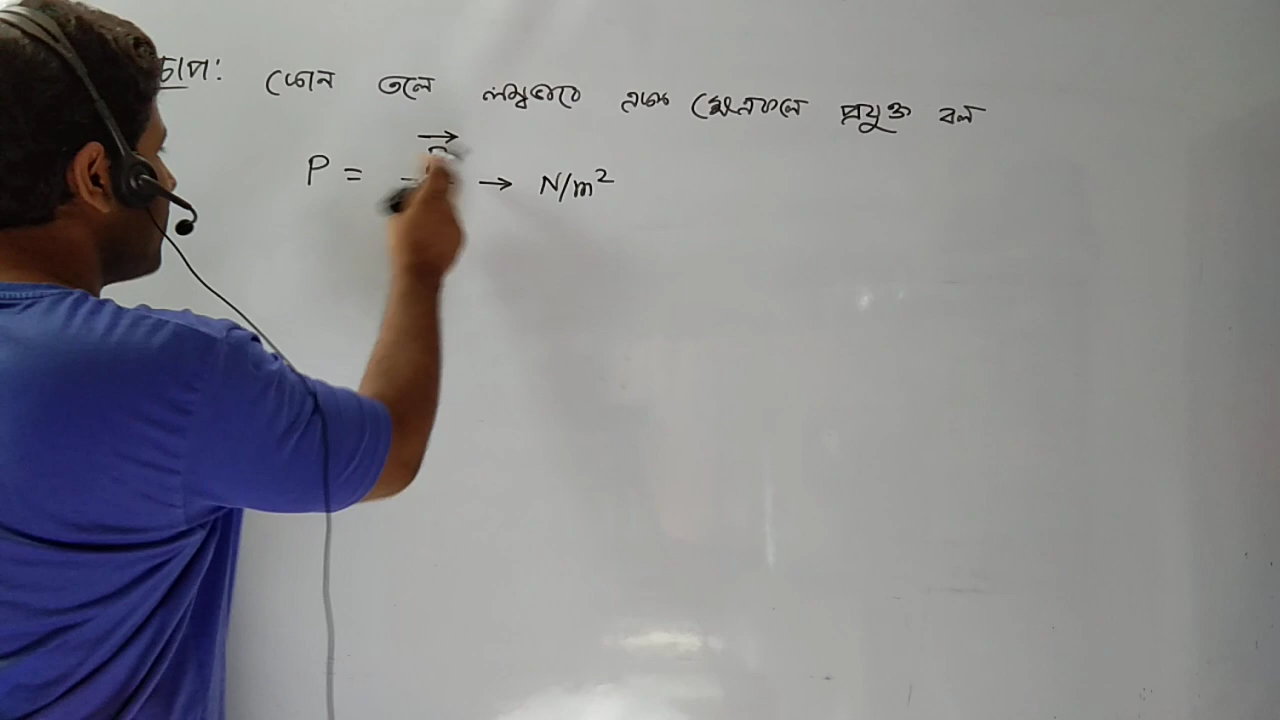 চাপ: কোন তলে লম্বভাবে একক ক্ষেত্রফলে প্রযুক্ত বল
P = → N/m²